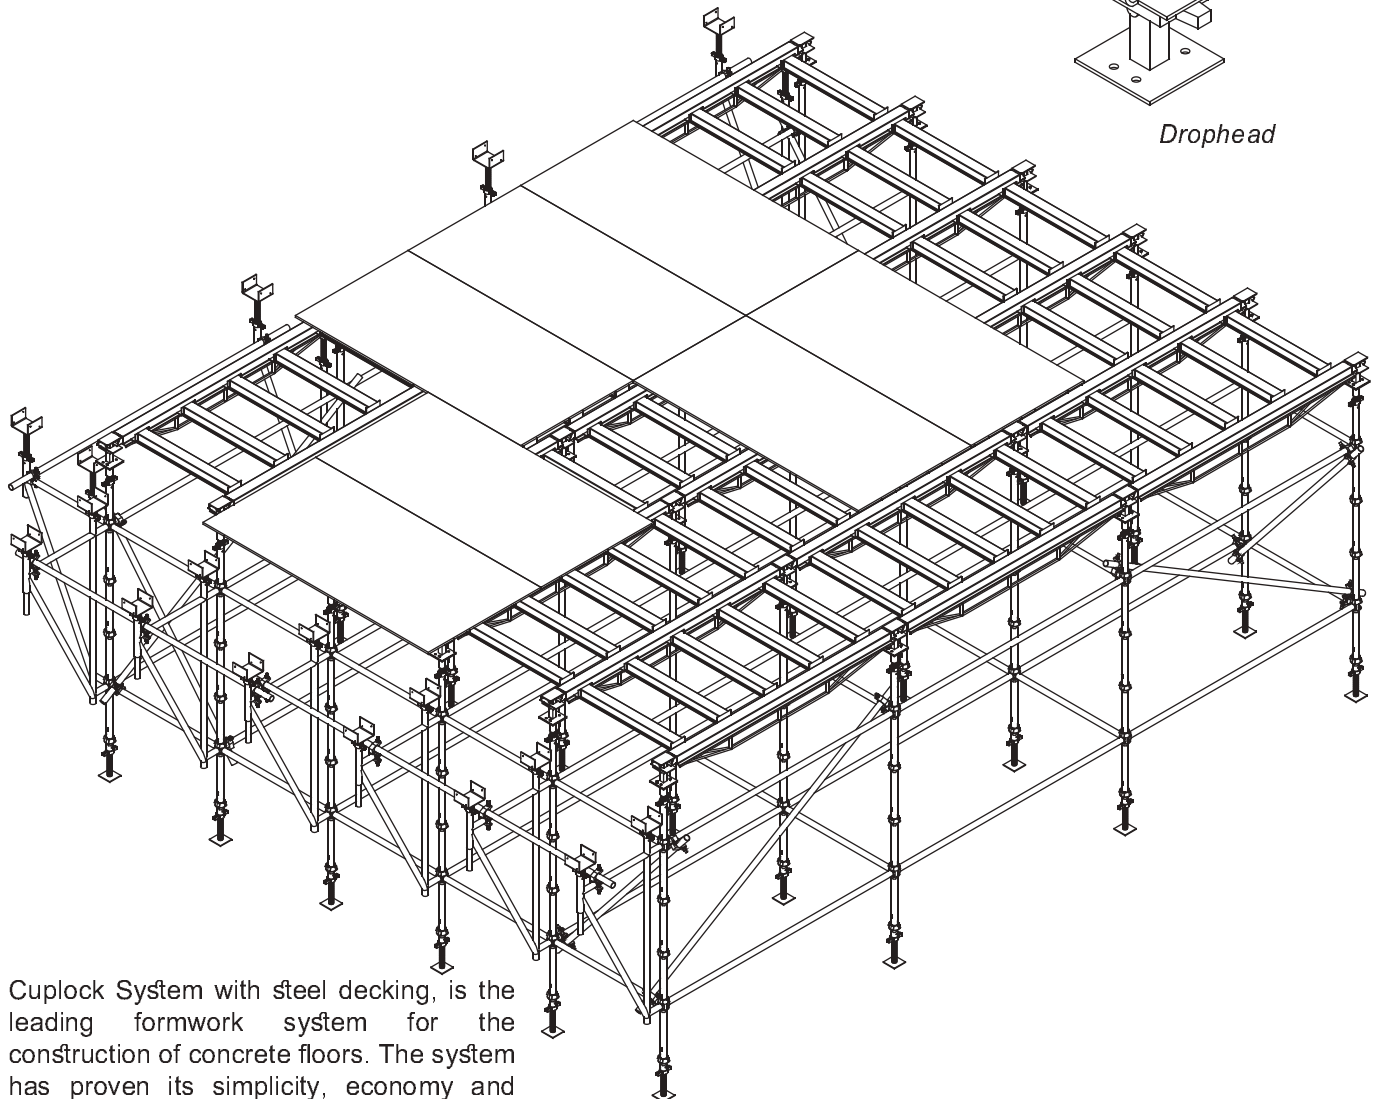 Drophead
Cuplock System with steel decking, is the
leading formwork system for the
construction of concrete floors. The system
has proven its simplicity, economy and